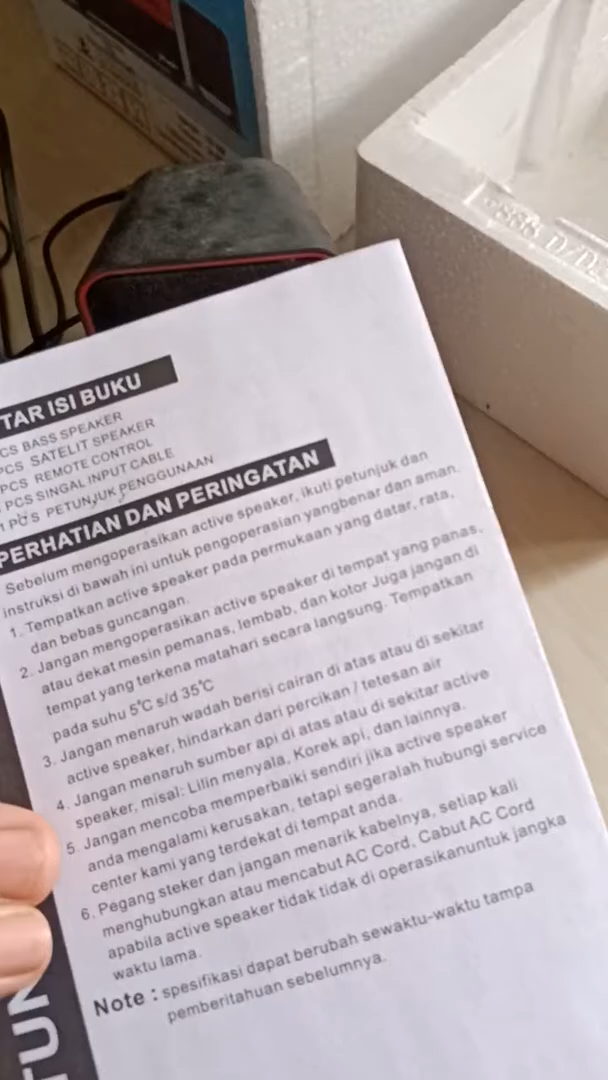 TAR ISI BUKU
CS BASS SPEAKER
PCS SATELIT SPEAKER
PCS REMOTE CONTROL
PCS SINGAL INPUT CABLE
1 PCS PETUNJUK PENGGUNAAN
PERHATIAN DAN PERINGATAN
Sebelum mengoperasikan active speaker, ikuti petunjuk dan
instruksi di bawah ini untuk pengoperasian yangbenar dan aman.
1. Tempatkan active speaker pada permukaan yang datar, rata,
dan bebas guncangan.
2. Jangan mengoperasikan active speaker di tempat yang panas,
atau dekat mesin pemanas, lembab, dan kotor Juga jangan di
tempat yang terkena matahari secara langsung. Tempatkan
pada suhu 5°C s/d 35°C
3. Jangan menaruh wadah berisi cairan di atas atau di sekitar
active speaker, hindarkan dari percikan / tetesan air
4. Jangan menaruh sumber api di atas atau di sekitar active
speaker, misal: Lilin menyala, Korek api, dan lainnya.
5. Jangan mencoba memperbaiki sendiri jika active speaker
anda mengalami kerusakan, tetapi segeralah hubungi service
center kami yang terdekat di tempat anda.
6. Pegang steker dan jangan menarik kabelnya, setiap kali
menghubungkan atau mencabut AC Cord, Cabut AC Cord
apabila active speaker tidak tidak di operasikanuntuk jangka
waktu lama.
Note : spesifikasi dapat berubah sewaktu-waktu tampa
pemberitahuan sebelumnya.
TUN